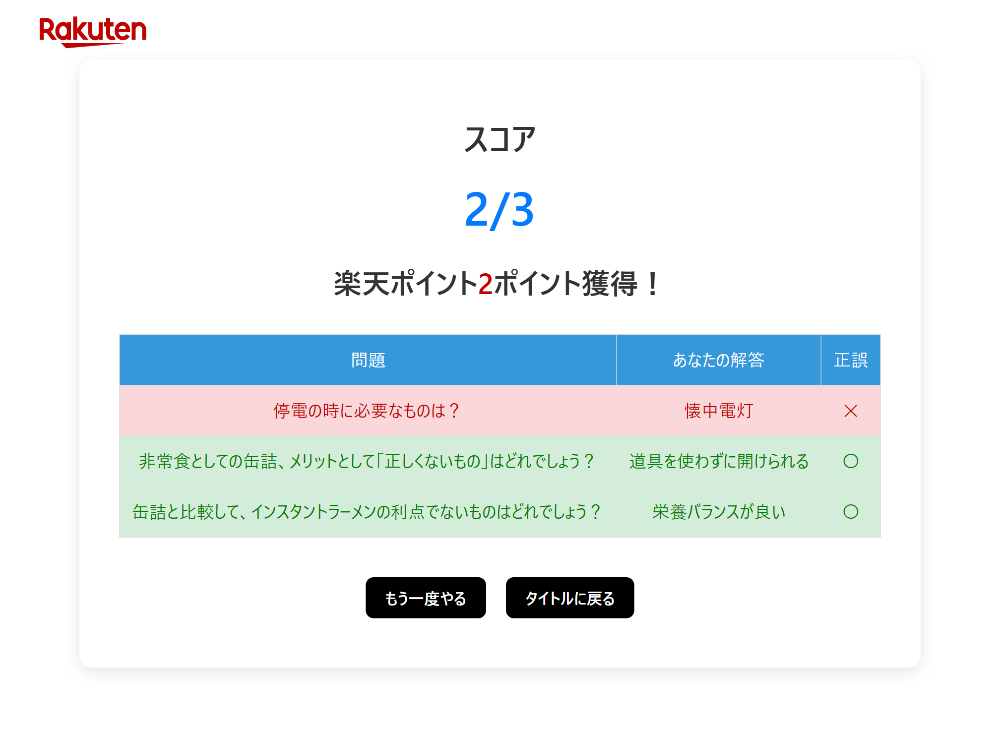 Rakuten
スコア
2/3
楽天ポイント2ポイント獲得！
問題 あなたの解答 正誤
停電の時に必要なものは？ 懐中電灯 ×
非常食としての缶詰、メリットとして「正しくないもの」はどれでしょう？ 道具を使わずに開けられる ○
缶詰と比較して、インスタントラーメンの利点でないものはどれでしょう？ 栄養バランスが良い ○
もう一度やる タイトルに戻る